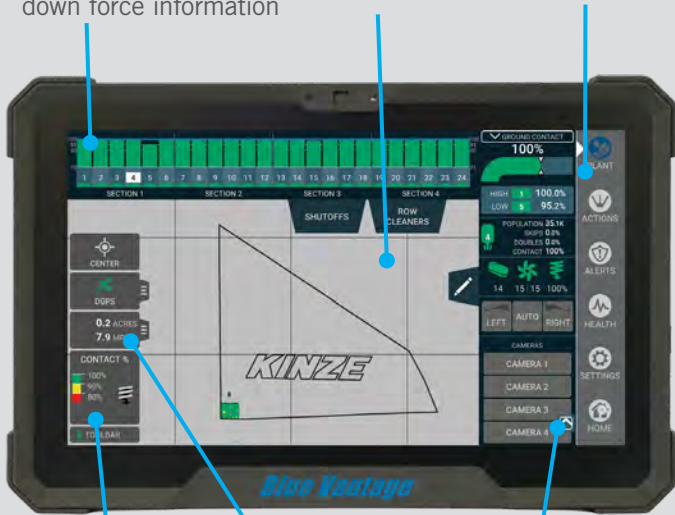 down force information
GROUND CONTACT
100%
PLANT
1 2 3 4 5 6 7 8 9 10 11 12 13 14 15 16 17 18 19 20 21 22 23 24
SECTION 1 SECTION 2 SECTION 3 SECTION 4
HIGH 1 100.0%
LOW 5 95.2%
SHUTOFFS
ROW
CLEANERS
ACTIONS
4
POPULATION 35.1K
SKIPS 0.0%
DOUBLES 0.0%
CONTACT 100%
CENTER
ALERTS
DGPS
14 15 15 100%
0.2 ACRES
7.9
LEFT AUTO RIGHT
HEALTH
CONTACT %
100%
90%
80%
KINZE
CAMERAS
CAMERA 1
CAMERA 2
CAMERA 3
CAMERA 4
SETTINGS
HOME
TOOLBAR
Blue Vantage